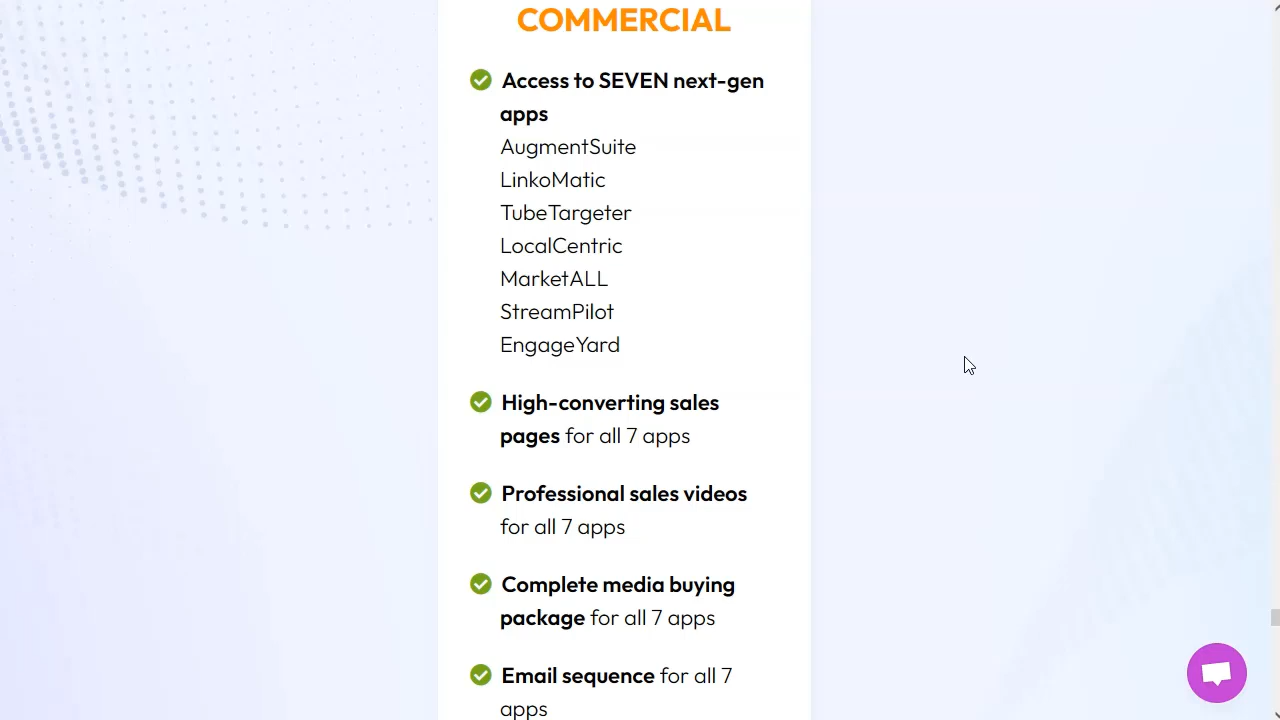 COMMERCIAL
Access to SEVEN next-gen
apps
AugmentSuite
LinkoMatic
TubeTargeter
LocalCentric
MarketALL
StreamPilot
EngageYard
High-converting sales
pages for all 7 apps
Professional sales videos
for all 7 apps
Complete media buying
package for all 7 apps
Email sequence for all 7
apps